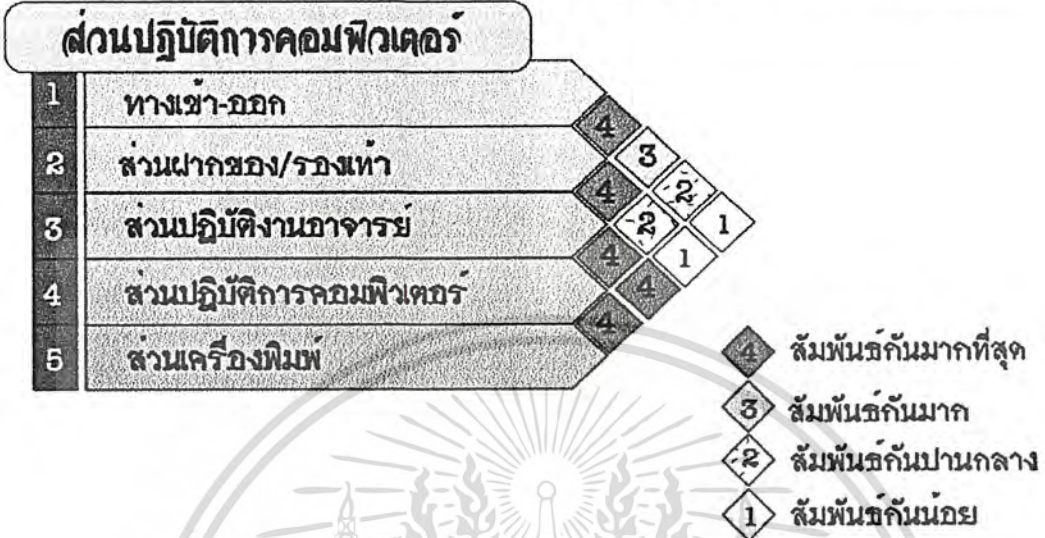 ส่วนปฏิบัติการคอมพิวเตอร์
1 ทางเข้า-ออก
4
2 ส่วนฝากของ/รองเท้า
3
4 2
3 ส่วนปฏิบัติงานอาจารย์
2 1
4 1
4 ส่วนปฏิบัติการคอมพิวเตอร์
4
4
5 ส่วนเครื่องพิมพ์
4 สัมพันธ์กันมากที่สุด
3 สัมพันธ์กันมาก
2 สัมพันธ์กันปานกลาง
1 สัมพันธ์กันน้อย